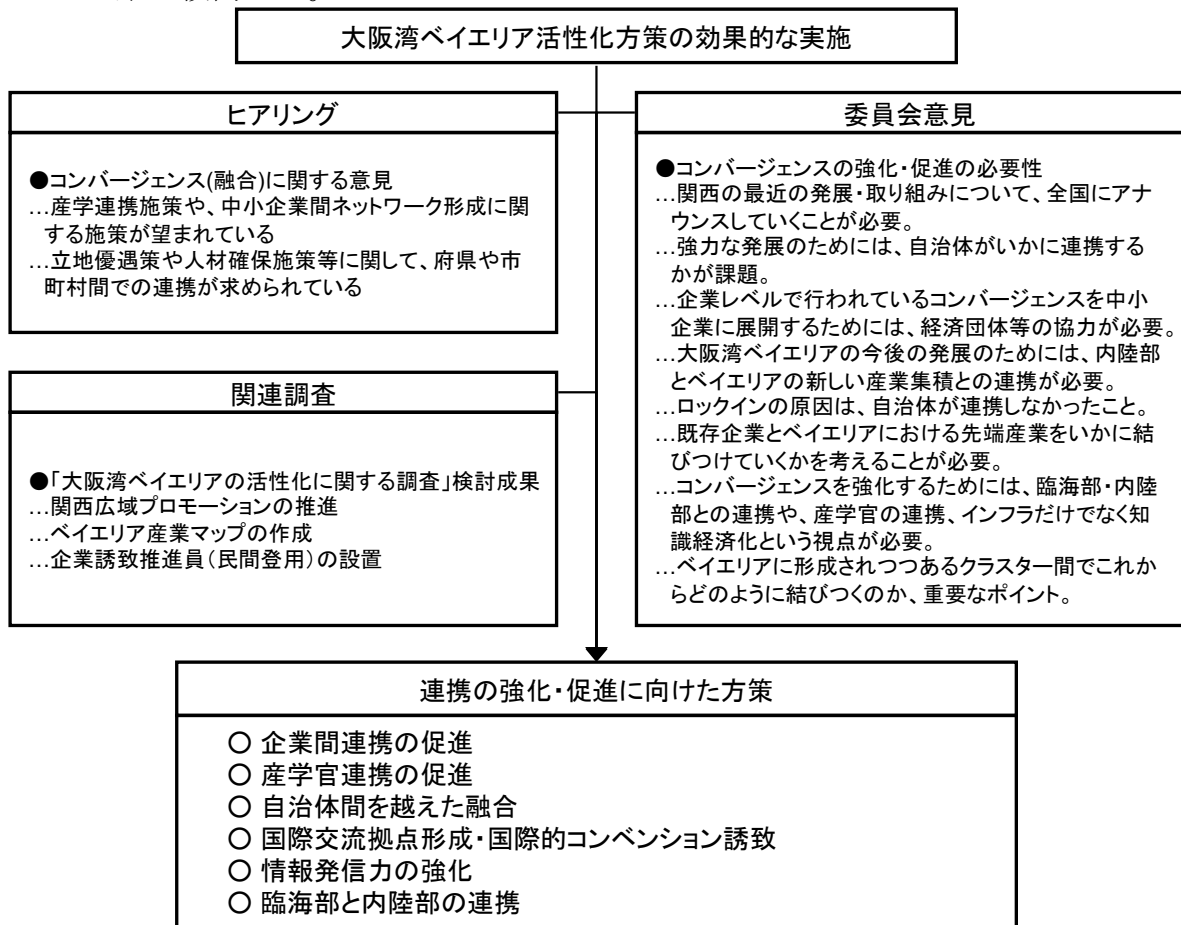 大阪湾ベイエリア活性化方策の効果的な実施
ヒアリング
●コンバージェンス(融合)に関する意見
…産学連携施策や、中小企業間ネットワーク形成に関
する施策が望まれている
…立地優遇策や人材確保施策等に関して、府県や市
町村間での連携が求められている
関連調査
●「大阪湾ベイエリアの活性化に関する調査」検討成果
…関西広域プロモーションの推進
…ベイエリア産業マップの作成
…企業誘致推進員(民間登用)の設置
委員会意見
●コンバージェンスの強化・促進の必要性
…関西の最近の発展・取り組みについて、全国にアナ
ウンスしていくことが必要。
…強力な発展のためには、自治体がいかに連携する
かが課題。
…企業レベルで行われているコンバージェンスを中小
企業に展開するためには、経済団体等の協力が必要。
…大阪湾ベイエリアの今後の発展のためには、内陸部
とベイエリアの新しい産業集積との連携が必要。
…ロックインの原因は、自治体が連携しなかったこと。
…既存企業とベイエリアにおける先端産業をいかに結
びつけていくかを考えることが必要。
…コンバージェンスを強化するためには、臨海部・内陸
部との連携や、産学官の連携、インフラだけでなく知
識経済化という視点が必要。
…ベイエリアに形成されつつあるクラスター間でこれか
らどのように結びつくのか、重要なポイント。
連携の強化・促進に向けた方策
○ 企業間連携の促進
○ 産学官連携の促進
○ 自治体間を越えた融合
○ 国際交流拠点形成・国際的コンベンション誘致
○ 情報発信力の強化
○ 臨海部と内陸部の連携